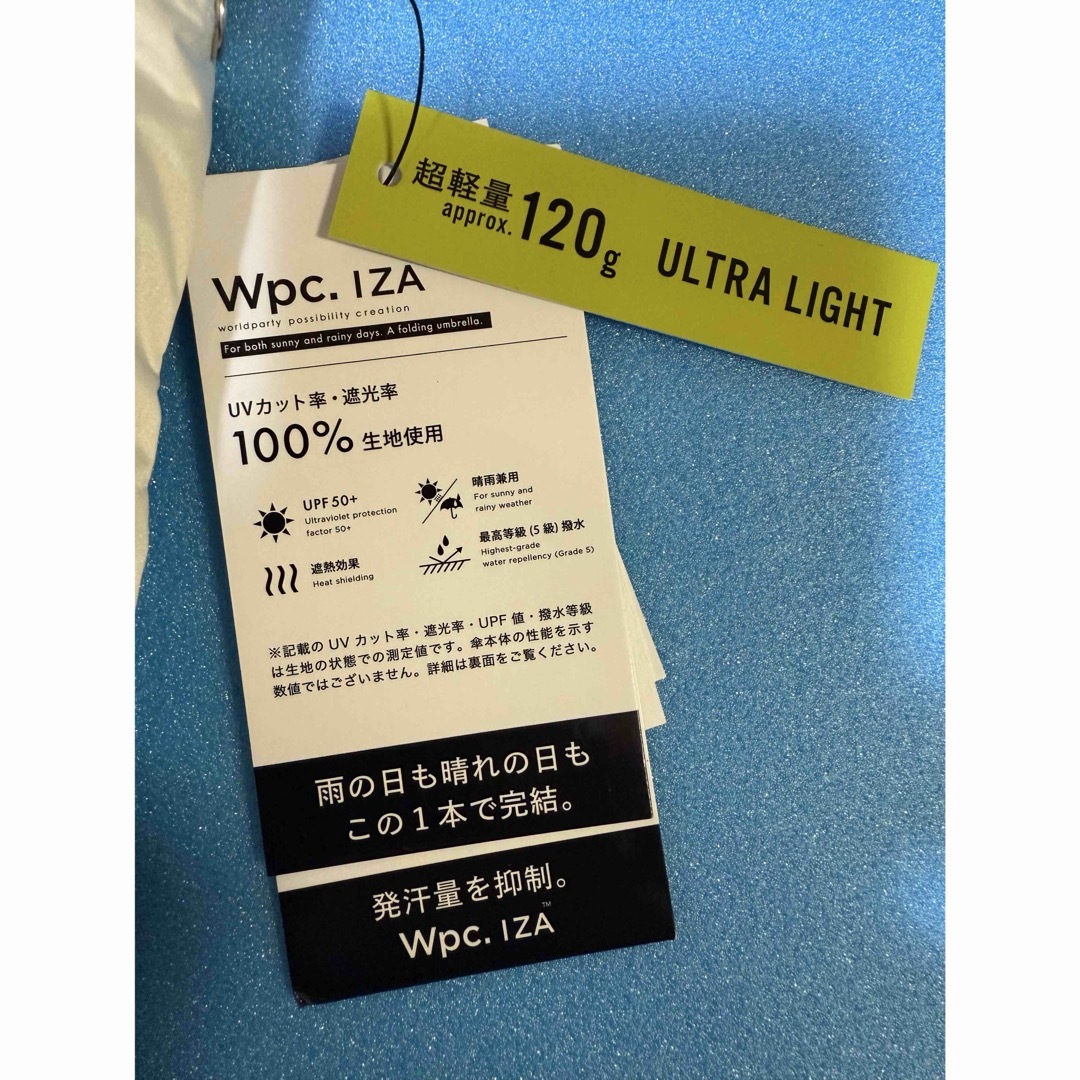 超軽量
approx. 120g ULTRA LIGHT
Wpc. IZA
worldparty possibility creation
For both sunny and rainy days. A folding umbrella.
UVカット率・遮光率
100% 生地使用
UPF 50+
Ultraviolet protection
factor 50+
晴雨兼用
For sunny and
rainy weather
遮熱効果
Heat shielding
最高等級 (5 級) 撥水
Highest-grade
water repellency (Grade 5)
※記載の UV カット率・遮光率・UPF 値・撥水等級
は生地の状態での測定値です。傘本体の性能を示す
数値ではございません。詳細は裏面をご覧ください。
雨の日も晴れの日も
この1本で完結。
発汗量を抑制。
Wpc. IZA™